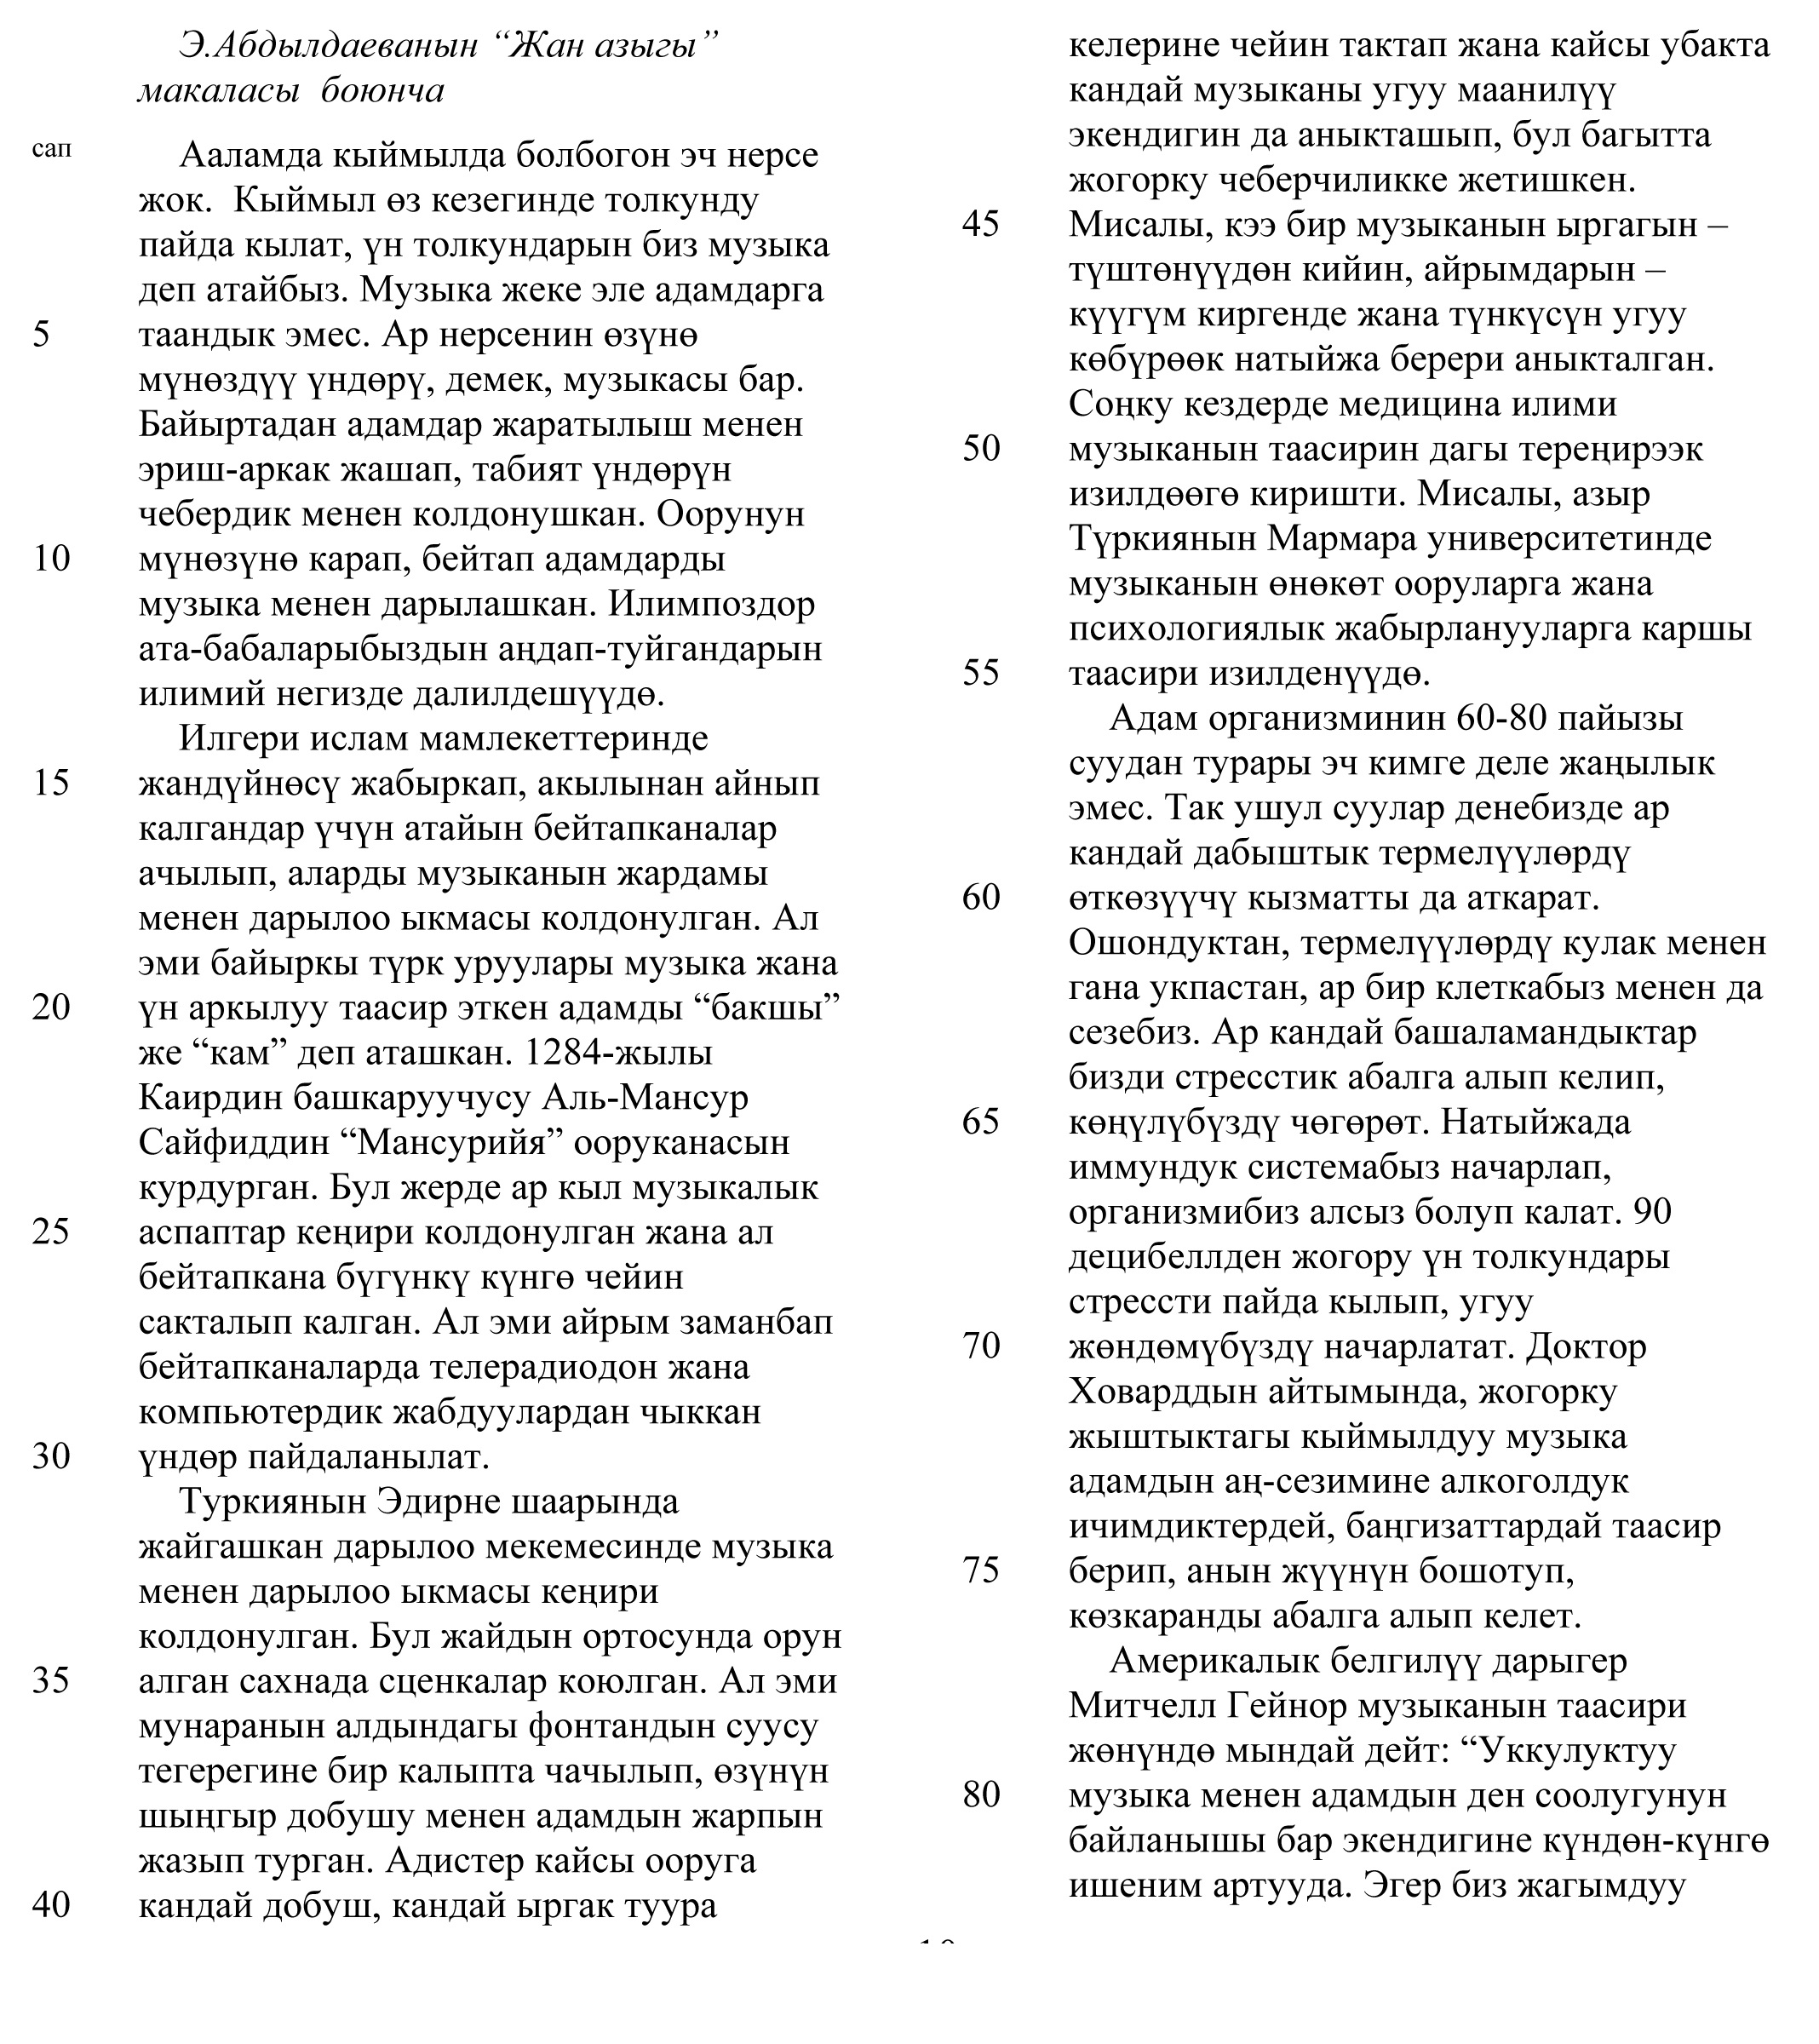 Э.Абдылдаеванын “Жан азыгы”
макаласы боюнча
сап
Ааламда кыймылда болбогон эч нерсе
жок. Кыймыл өз кезегинде толкунду
пайда кылат, үн толкундарын биз музыка
деп атайбыз. Музыка жеке эле адамдарга
5 таандык эмес. Ар нерсенин өзүнө
мүнөздүү үндөрү, демек, музыкасы бар.
Байыртадан адамдар жаратылыш менен
эриш-аркак жашап, табият үндөрүн
чебердик менен колдонушкан. Оорунун
10 мүнөзүнө карап, бейтап адамдарды
музыка менен дарылашкан. Илимпоздор
ата-бабаларыбыздын аңдап-туйгандарын
илимий негизде далилдешүүдө.
Илгери ислам мамлекеттеринде
15 жандүйнөсү жабыркап, акылынан айнып
калгандар үчүн атайын бейтапканалар
ачылып, аларды музыканын жардамы
менен дарылоо ыкмасы колдонулган. Ал
эми байыркы түрк уруулары музыка жана
20 үн аркылуу таасир эткен адамды “бакшы”
же “кам” деп аташкан. 1284-жылы
Каирдин башкаруучусу Аль-Мансур
Сайфиддин “Мансурийя” ооруканасын
курдурган. Бул жерде ар кыл музыкалык
25 аспаптар кеңири колдонулган жана ал
бейтапкана бүгүнкү күнгө чейин
сакталып калган. Ал эми айрым заманбап
бейтапканаларда телерадиодон жана
компьютердик жабдуулардан чыккан
30 үндөр пайдаланылат.
Туркиянын Эдирне шаарында
жайгашкан дарылоо мекемесинде музыка
менен дарылоо ыкмасы кеңири
колдонулган. Бул жайдын ортосунда орун
35 алган сахнада сценкалар коюлган. Ал эми
мунаранын алдындагы фонтандын суусу
тегерегине бир калыпта чачылып, өзүнүн
шыңгыр добушу менен адамдын жарпын
жазып турган. Адистер кайсы ооруга
40 кандай добуш, кандай ыргак туура
келерине чейин тактап жана кайсы убакта
кандай музыканы угуу маанилүү
экендигин да аныкташып, бул багытта
жогорку чеберчиликке жетишкен.
45 Мисалы, кээ бир музыканын ыргагын –
түштөнүүдөн кийин, айрымдарын –
күүгүм киргенде жана түнкүсүн угуу
көбүрөөк натыйжа берери аныкталган.
Соңку кездерде медицина илими
50 музыканын таасирин дагы тереңирээк
изилдөөгө киришти. Мисалы, азыр
Түркиянын Мармара университетинде
музыканын өнөкөт ооруларга жана
психологиялык жабырланууларга каршы
55 таасири изилденүүдө.
Адам организминин 60-80 пайызы
суудан турары эч кимге деле жаңылык
эмес. Так ушул суулар денебизде ар
кандай дабыштык термелүүлөрдү
60 өткөзүүчү кызматты да аткарат.
Ошондуктан, термелүүлөрдү кулак менен
гана укпастан, ар бир клеткабыз менен да
сезебиз. Ар кандай башаламандыктар
бизди стресстик абалга алып келип,
65 көңүлүбүздү чөгөрөт. Натыйжада
иммундук системабыз начарлап,
организмибиз алсыз болуп калат. 90
децибеллден жогору үн толкундары
стрессти пайда кылып, угуу
70 жөндөмүбүздү начарлатат. Доктор
Ховарддын айтымында, жогорку
жыштыктагы кыймылдуу музыка
адамдын аң-сезимине алкоголдук
ичимдиктердей, баңгизаттардай таасир
75 берип, анын жүүнүн бошотуп,
көзкаранды абалга алып келет.
Америкалык белгилүү дарыгер
Митчелл Гейнор музыканын таасири
жөнүндө мындай дейт: “Уккулуктуу
80 музыка менен адамдын ден соолугунун
байланышы бар экендигине күндөн-күнгө
ишеним артууда. Эгер биз жагымдуу